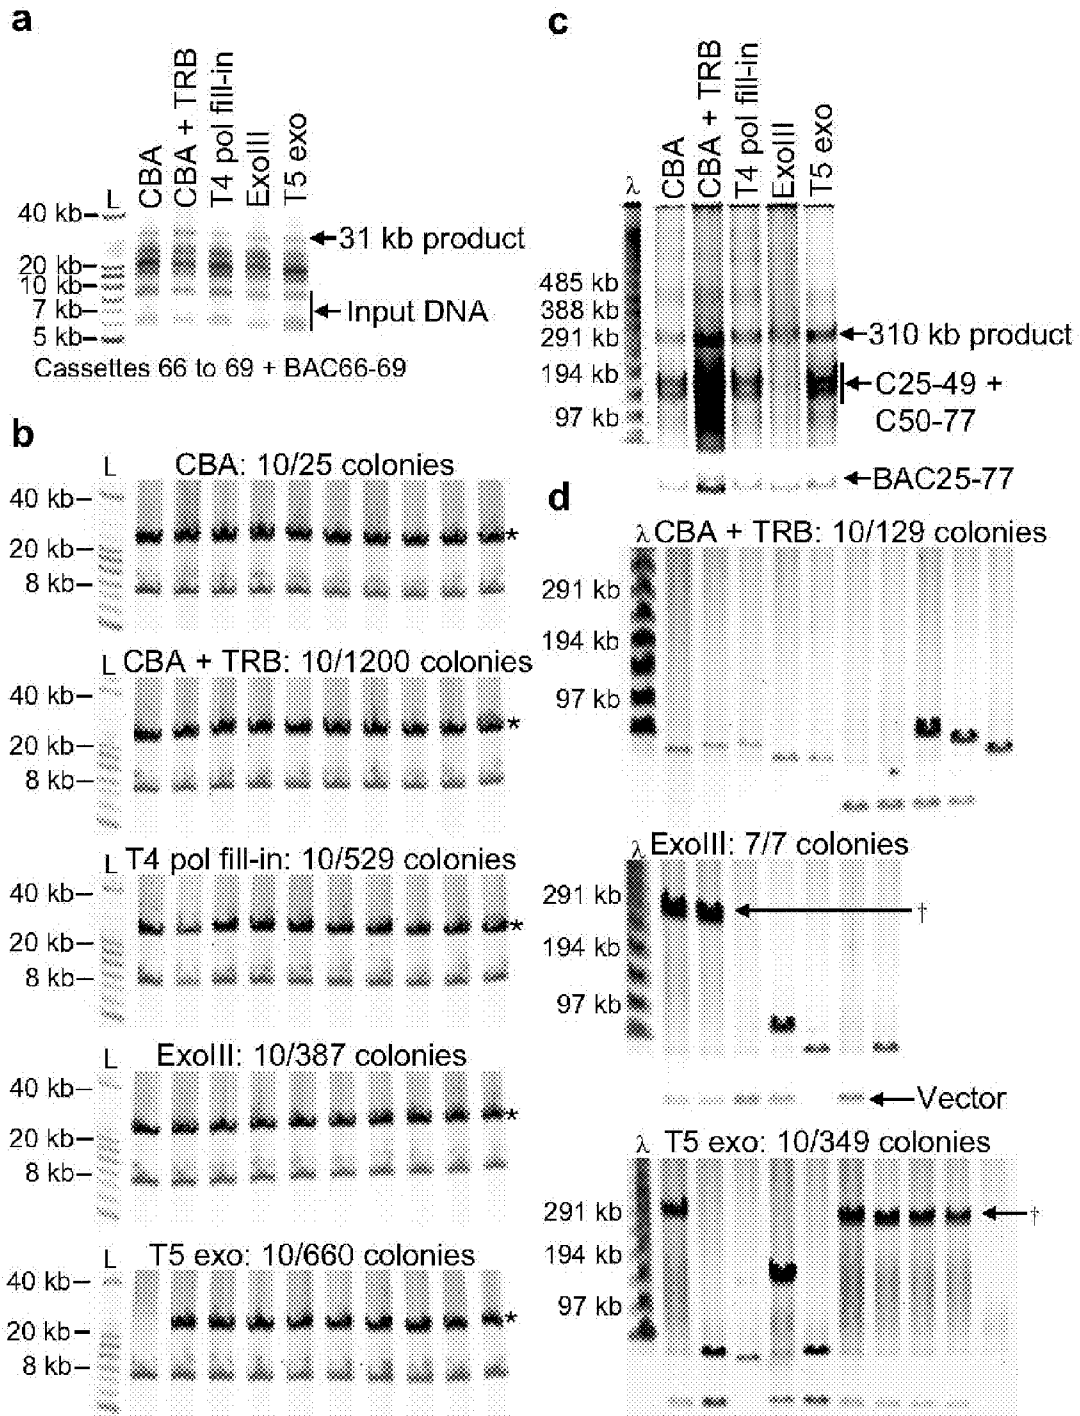 a
L
CBA
CBA + TRB
T4 pol fill-in
ExoIII
T5 exo
40 kb
20 kb
10 kb
7 kb
5 kb
31 kb product
Input DNA
Cassettes 66 to 69 + BAC66-69
b
L
CBA: 10/25 colonies
40 kb
20 kb
8 kb
*
L
CBA + TRB: 10/1200 colonies
40 kb
20 kb
8 kb
*
L
T4 pol fill-in: 10/529 colonies
40 kb
20 kb
8 kb
*
L
ExoIII: 10/387 colonies
40 kb
20 kb
8 kb
*
L
T5 exo: 10/660 colonies
40 kb
20 kb
8 kb
*
c
λ
CBA
CBA + TRB
T4 pol fill-in
ExoIII
T5 exo
485 kb
388 kb
291 kb
194 kb
97 kb
310 kb product
C25-49 +
C50-77
BAC25-77
d
λ
CBA + TRB: 10/129 colonies
291 kb
194 kb
97 kb
λ
ExoIII: 7/7 colonies
291 kb
194 kb
97 kb
†
Vector
λ
T5 exo: 10/349 colonies
291 kb
194 kb
97 kb
†